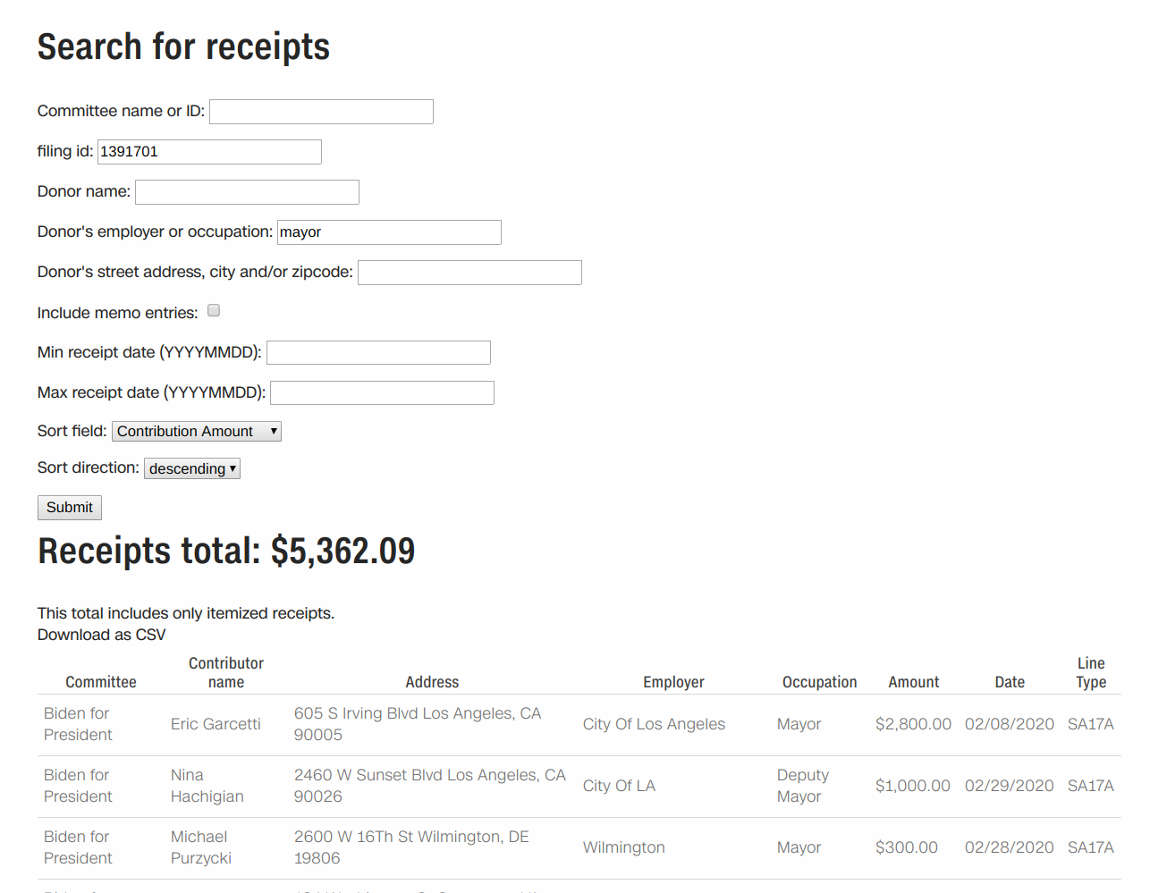 Search for receipts
Committee name or ID:
filing id: 1391701
Donor name:
Donor's employer or occupation: mayor
Donor's street address, city and/or zipcode:
Include memo entries:
Min receipt date (YYYYMMDD):
Max receipt date (YYYYMMDD):
Sort field: Contribution Amount
Sort direction: descending
Submit
Receipts total: $5,362.09
This total includes only itemized receipts.
Download as CSV
Committee Contributor name Address Employer Occupation Amount Date Line Type
Biden for President Eric Garcetti 605 S Irving Blvd Los Angeles, CA 90005 City Of Los Angeles Mayor $2,800.00 02/08/2020 SA17A
Biden for President Nina Hachigian 2460 W Sunset Blvd Los Angeles, CA 90026 City Of LA Deputy Mayor $1,000.00 02/29/2020 SA17A
Biden for President Michael Purzycki 2600 W 16Th St Wilmington, DE 19806 Wilmington Mayor $300.00 02/28/2020 SA17A